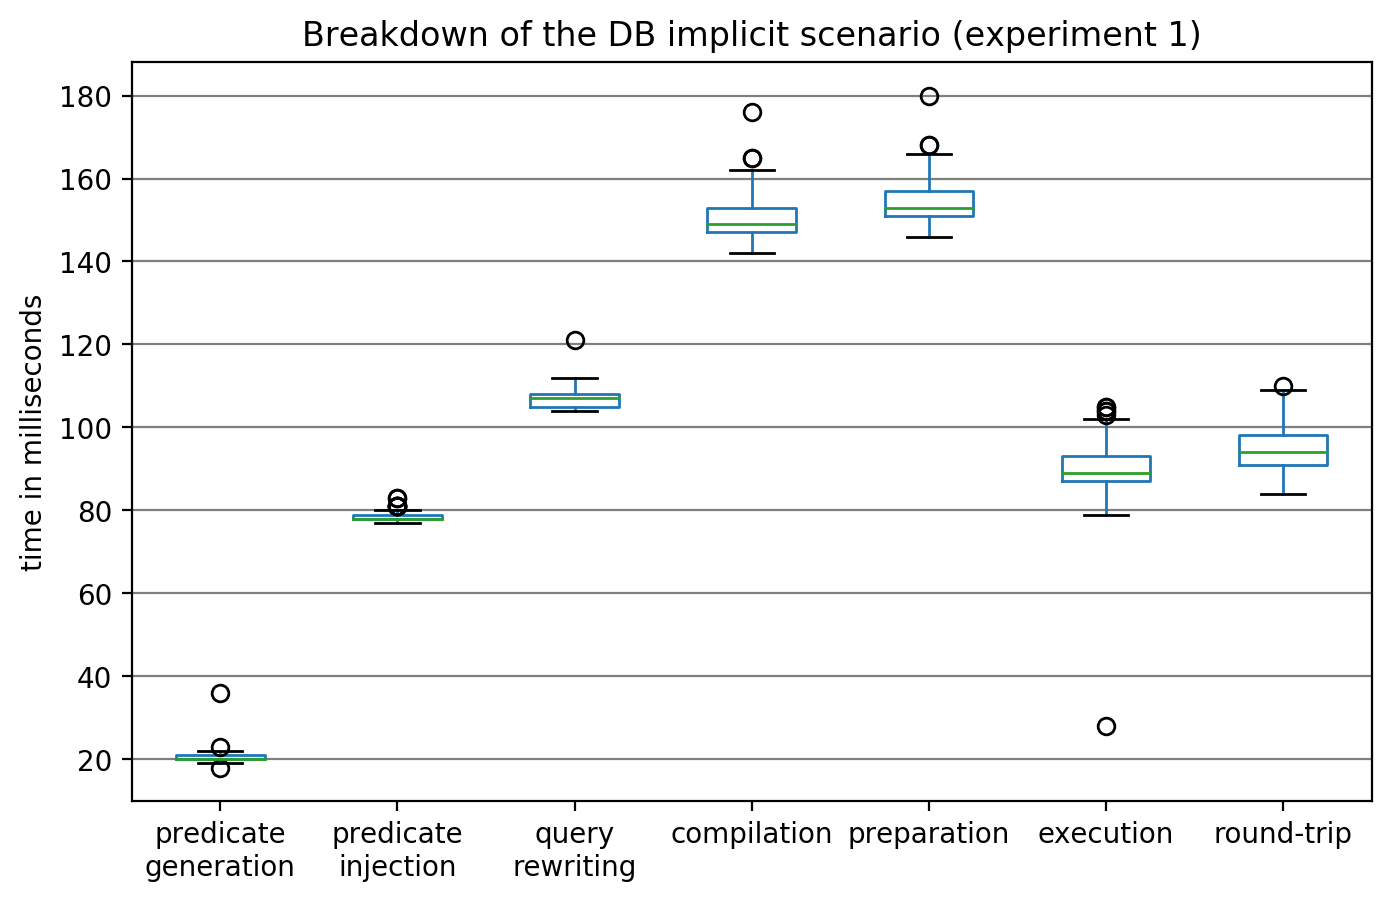 Breakdown of the DB implicit scenario (experiment 1)
time in milliseconds
180
160
140
120
100
80
60
40
20
predicate
generation
predicate
injection
query
rewriting
compilation
preparation
execution
round-trip